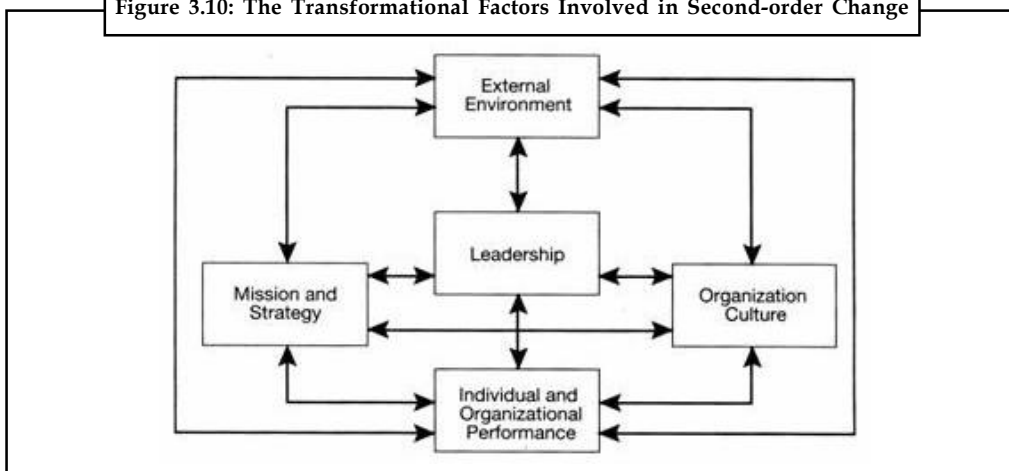 Figure 3.10: The Transformational Factors Involved in Second-order Change
External
Environment
Leadership
Mission and
Strategy
Organization
Culture
Individual and
Organizational
Performance